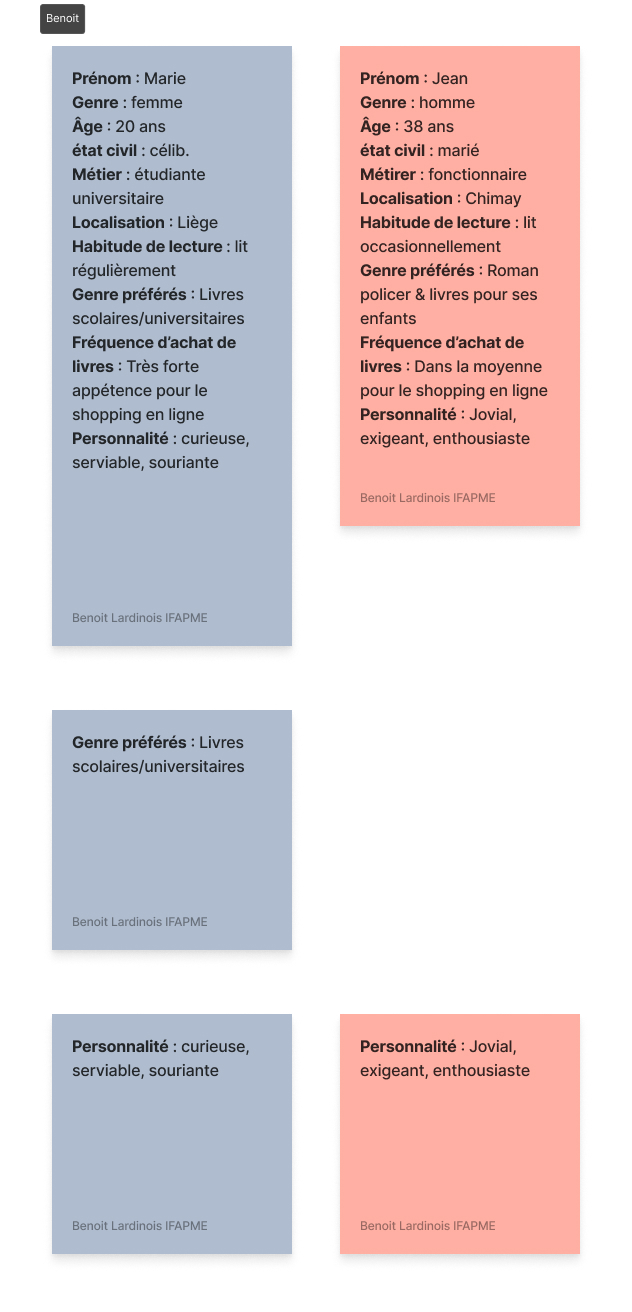 Benoit
Prénom : Marie
Genre : femme
Âge : 20 ans
état civil : célib.
Métier : étudiante
universitaire
Localisation : Liège
Habitude de lecture : lit
régulièrement
Genre préférés : Livres
scolaires/universitaires
Fréquence d’achat de
livres : Très forte
appétence pour le
shopping en ligne
Personnalité : curieuse,
serviable, souriante
Benoit Lardinois IFAPME
Prénom : Jean
Genre : homme
Âge : 38 ans
état civil : marié
Métirer : fonctionnaire
Localisation : Chimay
Habitude de lecture : lit
occasionnellement
Genre préférés : Roman
policer & livres pour ses
enfants
Fréquence d’achat de
livres : Dans la moyenne
pour le shopping en ligne
Personnalité : Jovial,
exigeant, enthousiaste
Benoit Lardinois IFAPME
Genre préférés : Livres
scolaires/universitaires
Benoit Lardinois IFAPME
Personnalité : curieuse,
serviable, souriante
Benoit Lardinois IFAPME
Personnalité : Jovial,
exigeant, enthousiaste
Benoit Lardinois IFAPME